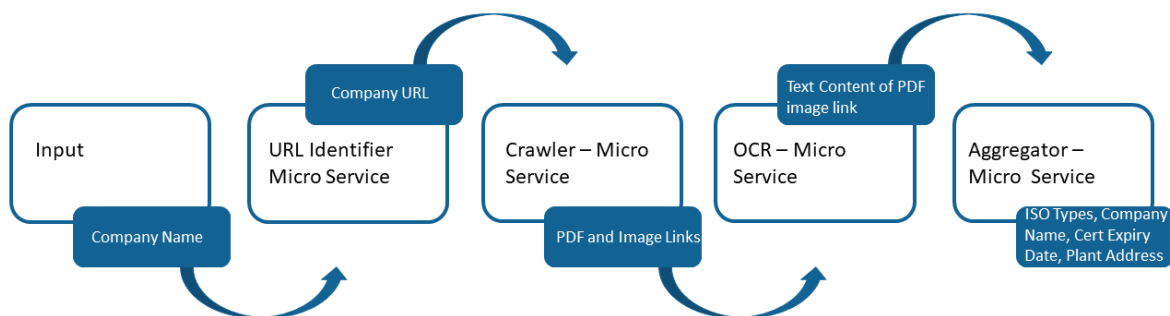 Company URL
Text Content of PDF
image link
Input
URL Identifier
Micro Service
Crawler – Micro
Service
OCR – Micro
Service
Aggregator –
Micro  Service
Company Name
PDF and Image Links
ISO Types, Company
Name, Cert Expiry
Date, Plant Address